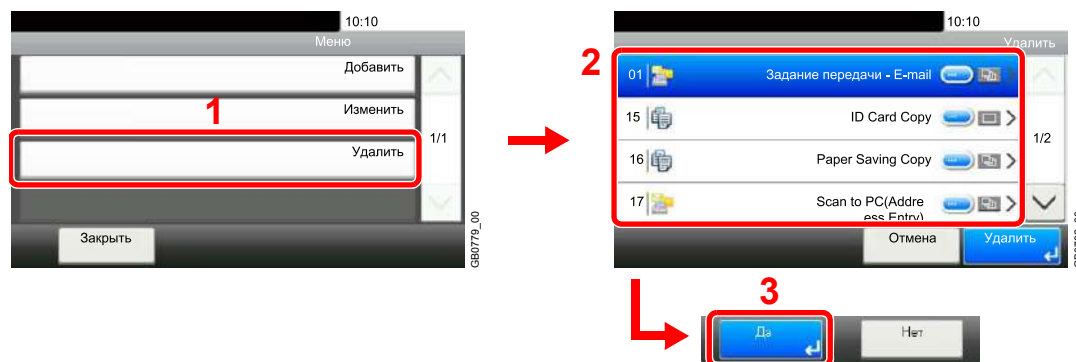 10:10
Меню
Добавить
1
Изменить
1/1
Удалить
Закрыть
GB0779_00
10:10
Удалить
2
01 Задание передачи - E-mail
15 ID Card Copy
1/2
16 Paper Saving Copy
17 Scan to PC(Addre
ess Entry)
Отмена
Удалить
3
Да
Нет